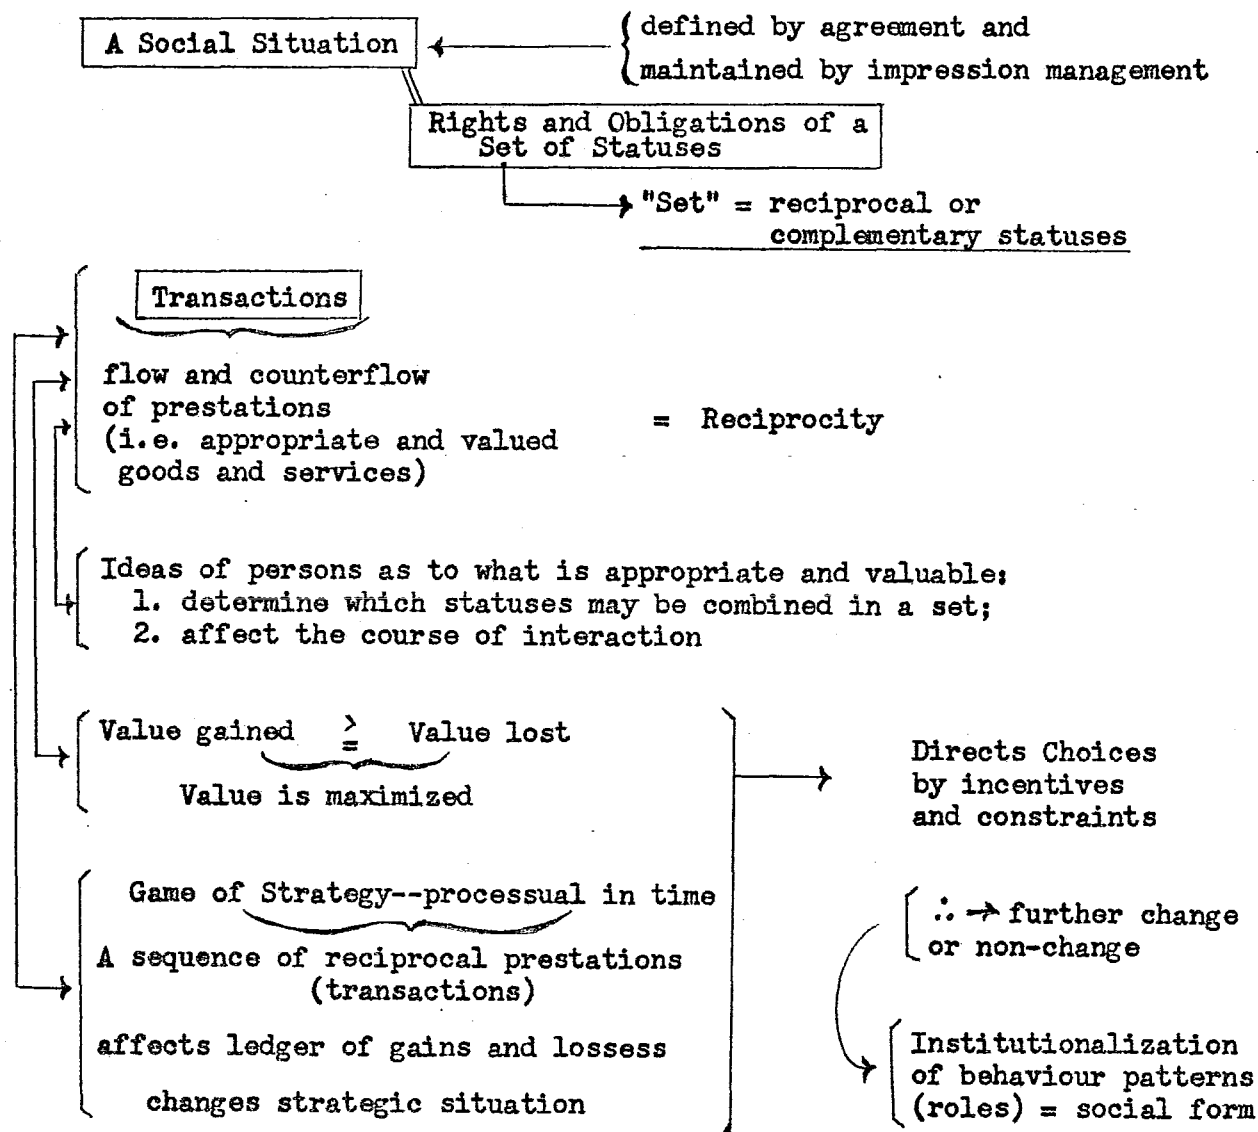 A Social Situation
defined by agreement and
maintained by impression management
Rights and Obligations of a
Set of Statuses
"Set" = reciprocal or
complementary statuses
Transactions
flow and counterflow
of prestations
(i.e. appropriate and valued
goods and services)
= Reciprocity
Ideas of persons as to what is appropriate and valuable:
1. determine which statuses may be combined in a set;
2. affect the course of interaction
Value gained ≥ Value lost
Value is maximized
Directs Choices
by incentives
and constraints
Game of Strategy--processual in time
A sequence of reciprocal prestations
(transactions)
affects ledger of gains and lossess
changes strategic situation
∴ → further change
or non-change
Institutionalization
of behaviour patterns
(roles) = social form